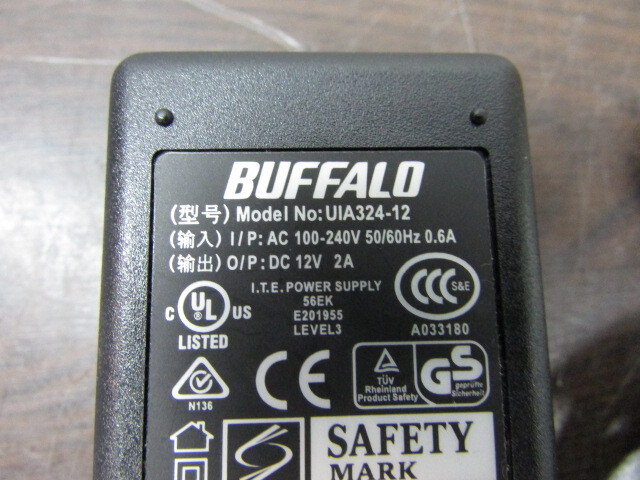 BUFFALO
(型号) Model No:UIA324-12
(输入) I/P: AC 100-240V 50/60Hz 0.6A
(输出) O/P: DC 12V 2A
I.T.E. POWER SUPPLY
56EK
E201955
LEVEL3
C UL US
®
LISTED
CCC S&E
A033180
N136
CE
TÜV
Rheinland
Product Safety
GS
geprüfte
Sicherheit
SAFETY
MARK